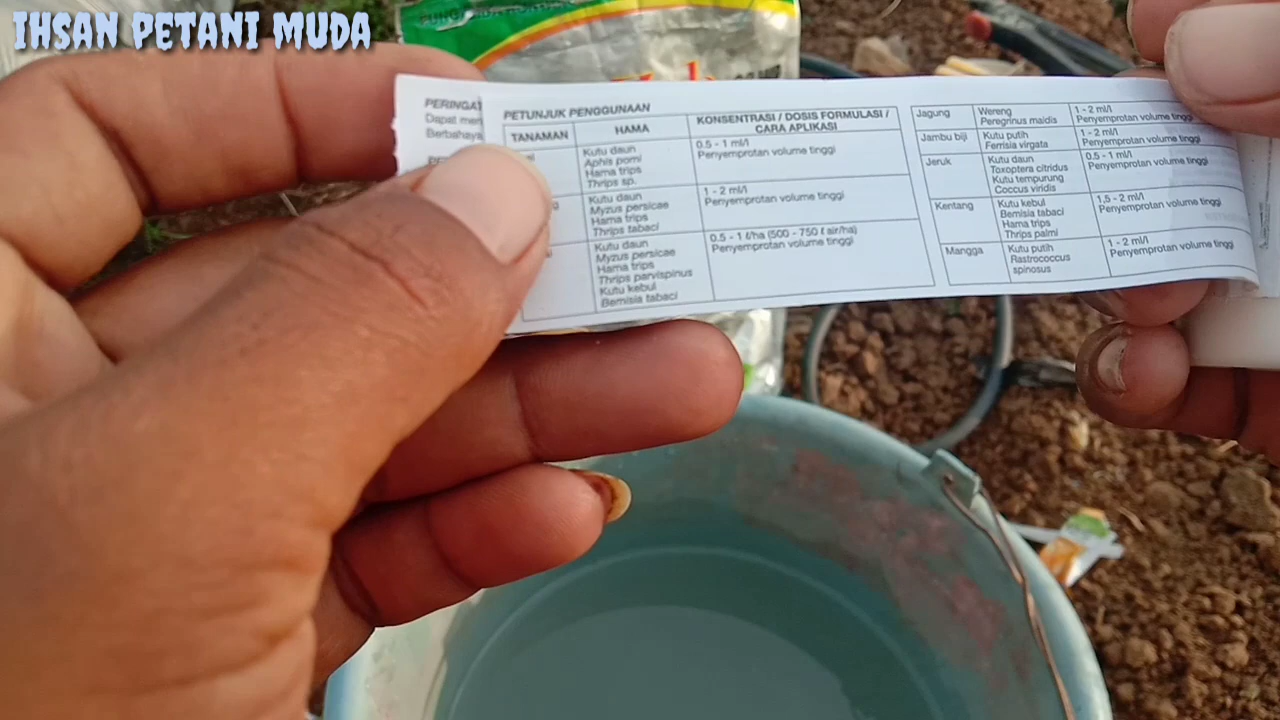 IHSAN PETANI MUDA
PERINGAT
Dapat men
Berbahaya
PETUNJUK PENGGUNAAN
TANAMAN
HAMA
KONSENTRASI / DOSIS FORMULASI /
CARA APLIKASI
Kutu daun
Aphis pomi
Hama trips
Thrips sp.
0.5 - 1 ml/l
Penyemprotan volume tinggi
Kutu daun
Myzus persicae
Hama trips
Thrips tabaci
1 - 2 ml/l
Penyemprotan volume tinggi
Kutu daun
Myzus persicae
Hama trips
Thrips parvispinus
Kutu kebul
Bemisia tabaci
0.5 - 1 ℓ/ha (500 - 750 ℓ air/ha)
Penyemprotan volume tinggi
Jagung
Wereng
Peregrinus maidis
1 - 2 ml/l
Penyemprotan volume tinggi
Jambu biji
Kutu putih
Ferrisia virgata
1 - 2 ml/l
Penyemprotan volume tinggi
Jeruk
Kutu daun
Toxoptera citridus
Kutu tempurung
Coccus viridis
0.5 - 1 ml/l
Penyemprotan volume tinggi
Kentang
Kutu kebul
Bemisia tabaci
Hama trips
Thrips palmi
1,5 - 2 ml/l
Penyemprotan volume tinggi
Mangga
Kutu putih
Rastrococcus
spinosus
1 - 2 ml/l
Penyemprotan volume tinggi